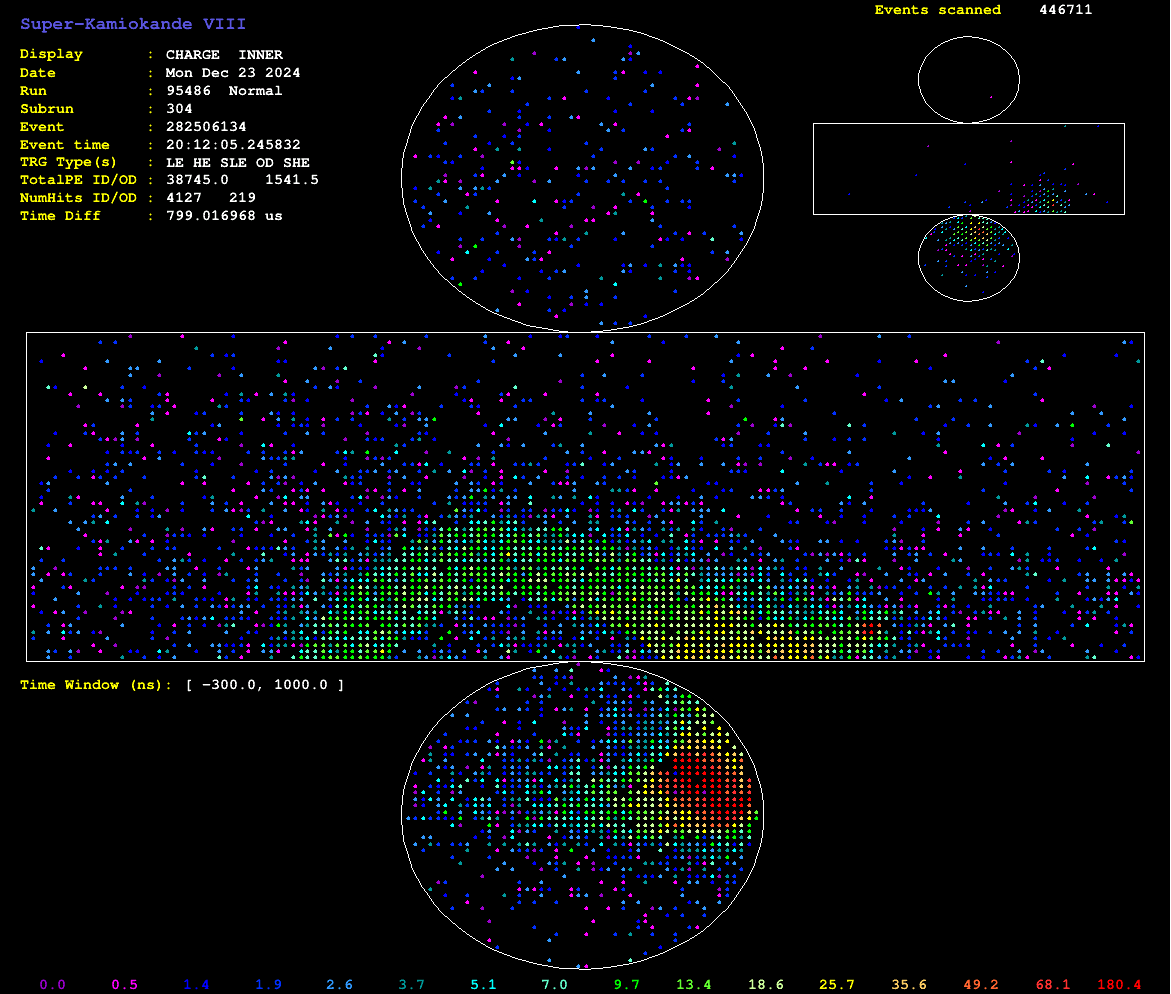 Super-Kamiokande VIII
Display : CHARGE INNER
Date : Mon Dec 23 2024
Run : 95486 Normal
Subrun : 304
Event : 282506134
Event time : 20:12:05.245832
TRG Type(s) : LE HE SLE OD SHE
TotalPE ID/OD : 38745.0 1541.5
NumHits ID/OD : 4127 219
Time Diff : 799.016968 us
Events scanned 446711
Time Window (ns): [ -300.0, 1000.0 ]
0.0 0.5 1.4 1.9 2.6 3.7 5.1 7.0 9.7 13.4 18.6 25.7 35.6 49.2 68.1 180.4